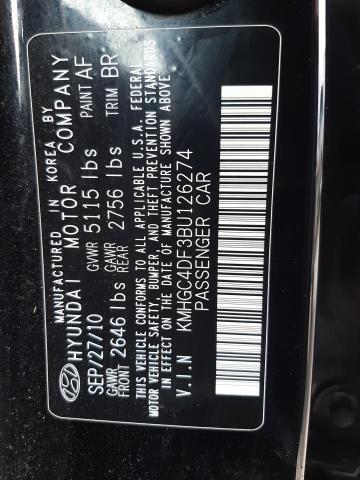 MANUFACTURED IN KOREA BY
HYUNDAI MOTOR COMPANY
SEP/27/10 GVWR 5115 lbs PAINT AF
GAWR FRONT 2646 lbs GAWR REAR 2756 lbs TRIM BR
THIS VEHICLE CONFORMS TO ALL APPLICABLE U.S.A. FEDERAL
MOTOR VEHICLE SAFETY, BUMPER, AND THEFT PREVENTION STANDARDS
IN EFFECT ON THE DATE OF MANUFACTURE SHOWN ABOVE
V.I.N KMHGC4DF3BU126274
PASSENGER CAR